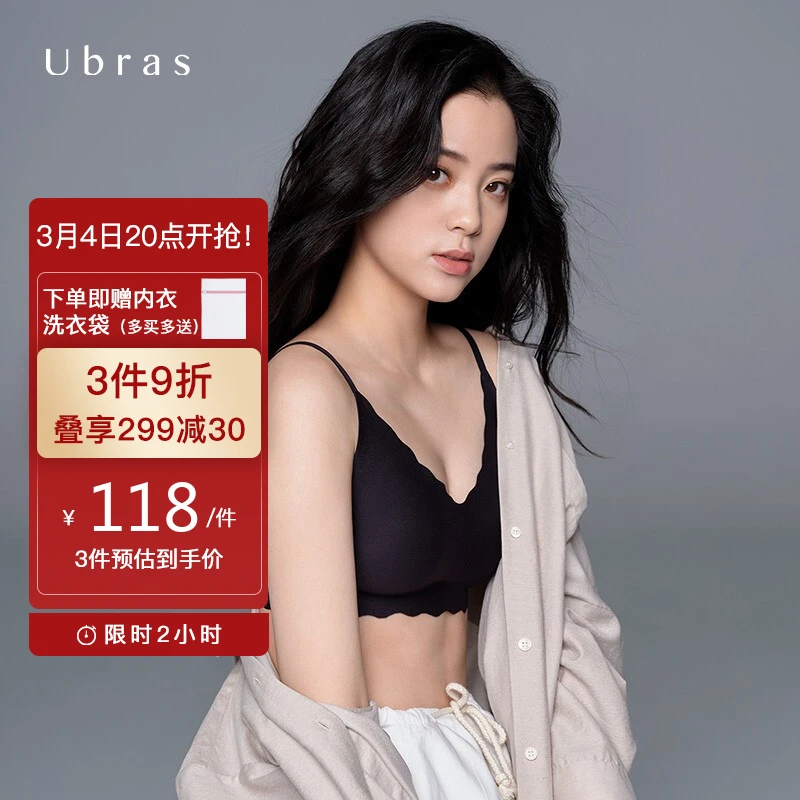 Ubras
3月4日20点开抢!
下单即赠内衣
洗衣袋（多买多送）
3件9折
叠享299减30
¥ 118/件
3件预估到手价
限时2小时